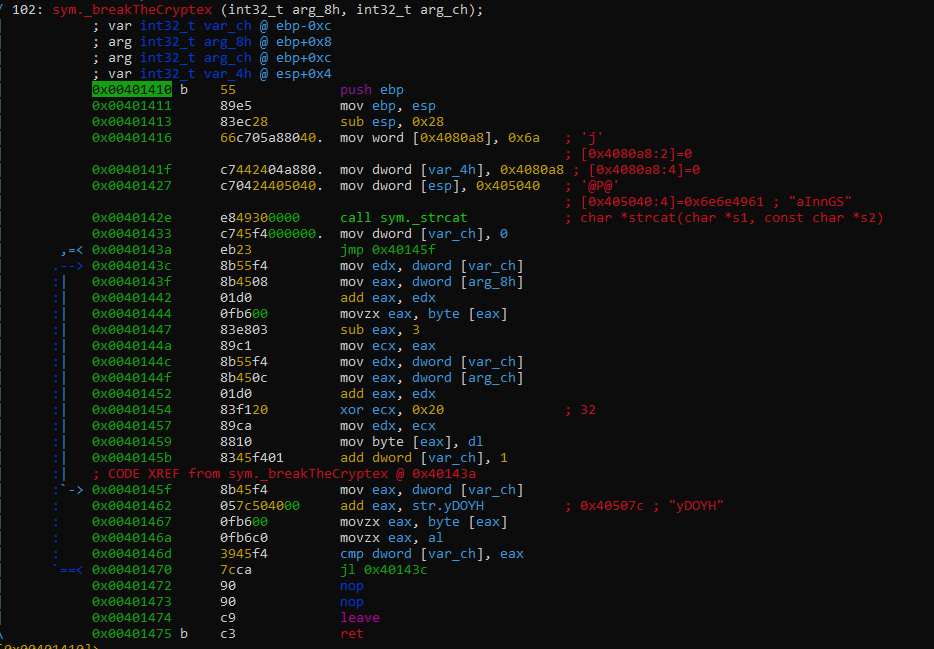 / 102: sym._breakTheCryptex (int32_t arg_8h, int32_t arg_ch);
; var int32_t var_ch @ ebp-0xc
; arg int32_t arg_8h @ ebp+0x8
; arg int32_t arg_ch @ ebp+0xc
; var int32_t var_4h @ esp+0x4
0x00401410 b 55 push ebp
0x00401411 89e5 mov ebp, esp
0x00401413 83ec28 sub esp, 0x28
0x00401416 66c705a88040. mov word [0x4080a8], 0x6a ; 'j'
; [0x4080a8:2]=0
0x0040141f c7442404a880. mov dword [var_4h], 0x4080a8 ; [0x4080a8:4]=0
0x00401427 c70424405040. mov dword [esp], 0x405040 ; '@P@'
; [0x405040:4]=0x6e6e4961 ; "aInnGS"
0x0040142e e849300000 call sym._strcat ; char *strcat(char *s1, const char *s2)
0x00401433 c745f4000000. mov dword [var_ch], 0
,=< 0x0040143a eb23 jmp 0x40145f
.--> 0x0040143c 8b55f4 mov edx, dword [var_ch]
:| 0x0040143f 8b4508 mov eax, dword [arg_8h]
:| 0x00401442 01d0 add eax, edx
:| 0x00401444 0fb600 movzx eax, byte [eax]
:| 0x00401447 83e803 sub eax, 3
:| 0x0040144a 89c1 mov ecx, eax
:| 0x0040144c 8b55f4 mov edx, dword [var_ch]
:| 0x0040144f 8b450c mov eax, dword [arg_ch]
:| 0x00401452 01d0 add eax, edx
:| 0x00401454 83f120 xor ecx, 0x20 ; 32
:| 0x00401457 89ca mov edx, ecx
:| 0x00401459 8810 mov byte [eax], dl
:| 0x0040145b 8345f401 add dword [var_ch], 1
:| ; CODE XREF from sym._breakTheCryptex @ 0x40143a
:`-> 0x0040145f 8b45f4 mov eax, dword [var_ch]
: 0x00401462 057c504000 add eax, str.yDOYH ; 0x40507c ; "yDOYH"
: 0x00401467 0fb600 movzx eax, byte [eax]
: 0x0040146a 0fb6c0 movzx eax, al
: 0x0040146d 3945f4 cmp dword [var_ch], eax
`==< 0x00401470 7cca jl 0x40143c
0x00401472 90 nop
0x00401473 90 nop
0x00401474 c9 leave
\ 0x00401475 b c3 ret
[0x00401410]>